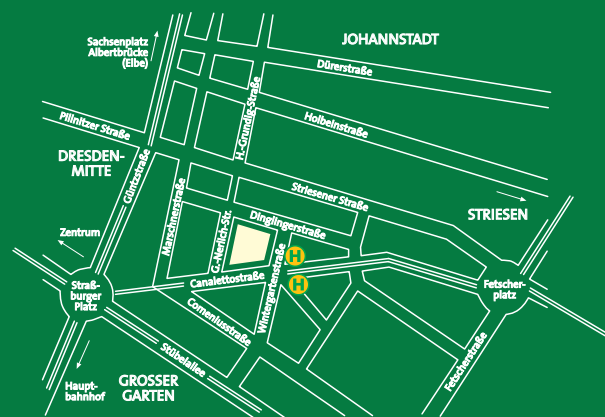 JOHANNSTADT
Sachsenplatz
Albertbrücke
(Elbe)
Dürerstraße
H.-Grundig-Straße
Holbeinstraße
Pillnitzer Straße
DRESDEN-
MITTE
Güntzstraße
Marschnerstraße
Striesener Straße
STRIESEN
G.-Nerlich-Str.
Dinglingerstraße
Zentrum
Wintergartenstraße
H
H
Canalettostraße
Straß-
burger
Platz
Fetscher-
platz
Comeniusstraße
Stübelallee
Fetscherstraße
Haupt-
bahnhof
GROSSER
GARTEN